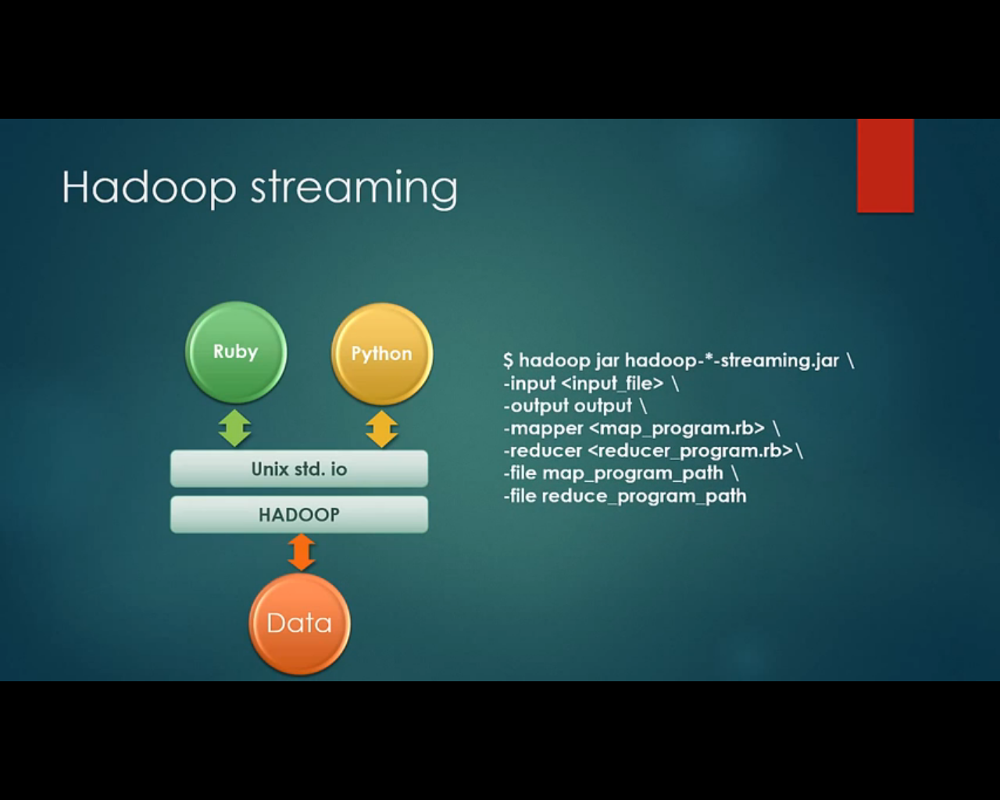 Hadoop streaming
Ruby
Python
Unix std. io
HADOOP
Data
$ hadoop jar hadoop-*-streaming.jar \
-input <input_file> \
-output output \
-mapper <map_program.rb> \
-reducer <reducer_program.rb>\
-file map_program_path \
-file reduce_program_path